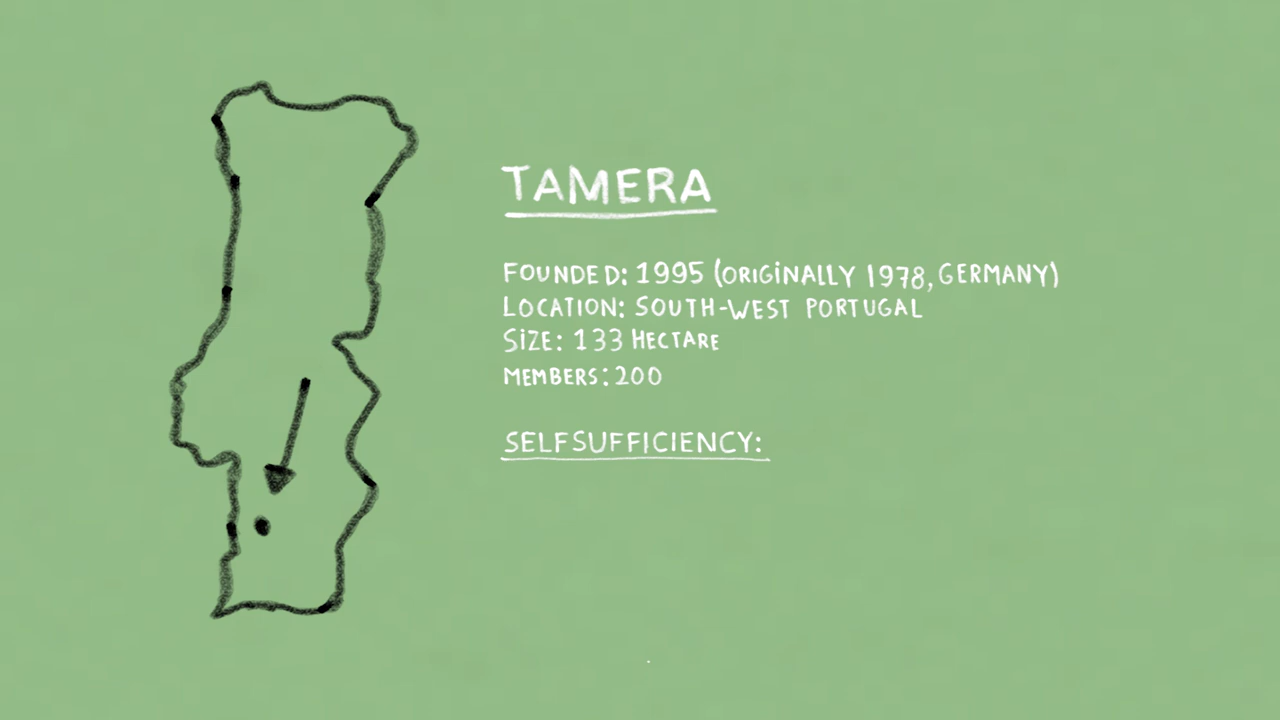 TAMERA
FOUNDED: 1995 (ORIGINALLY 1978, GERMANY)
LOCATION: SOUTH-WEST PORTUGAL
SIZE: 133 HECTARE
MEMBERS: 200
SELFSUFFICIENCY: